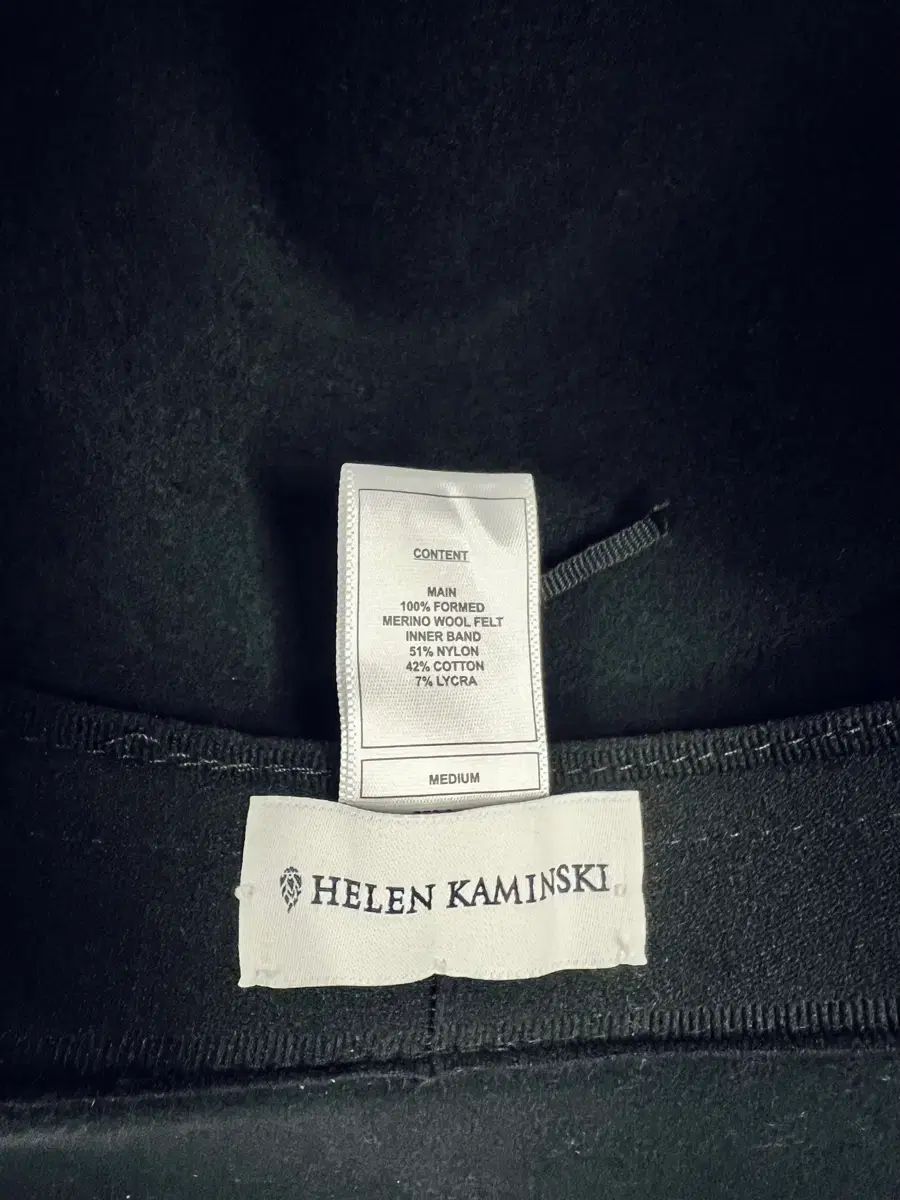 CONTENT
MAIN
100% FORMED
MERINO WOOL FELT
INNER BAND
51% NYLON
42% COTTON
7% LYCRA
MEDIUM
HELEN KAMINSKI